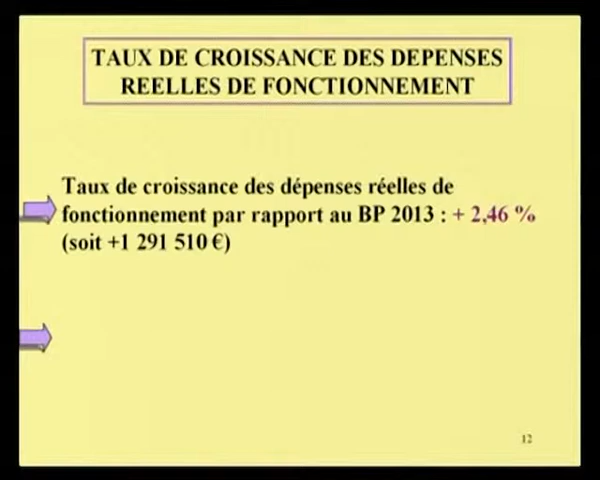 TAUX DE CROISSANCE DES DEPENSES
REELLES DE FONCTIONNEMENT
Taux de croissance des dépenses réelles de
fonctionnement par rapport au BP 2013 : + 2,46 %
(soit +1 291 510 €)
12